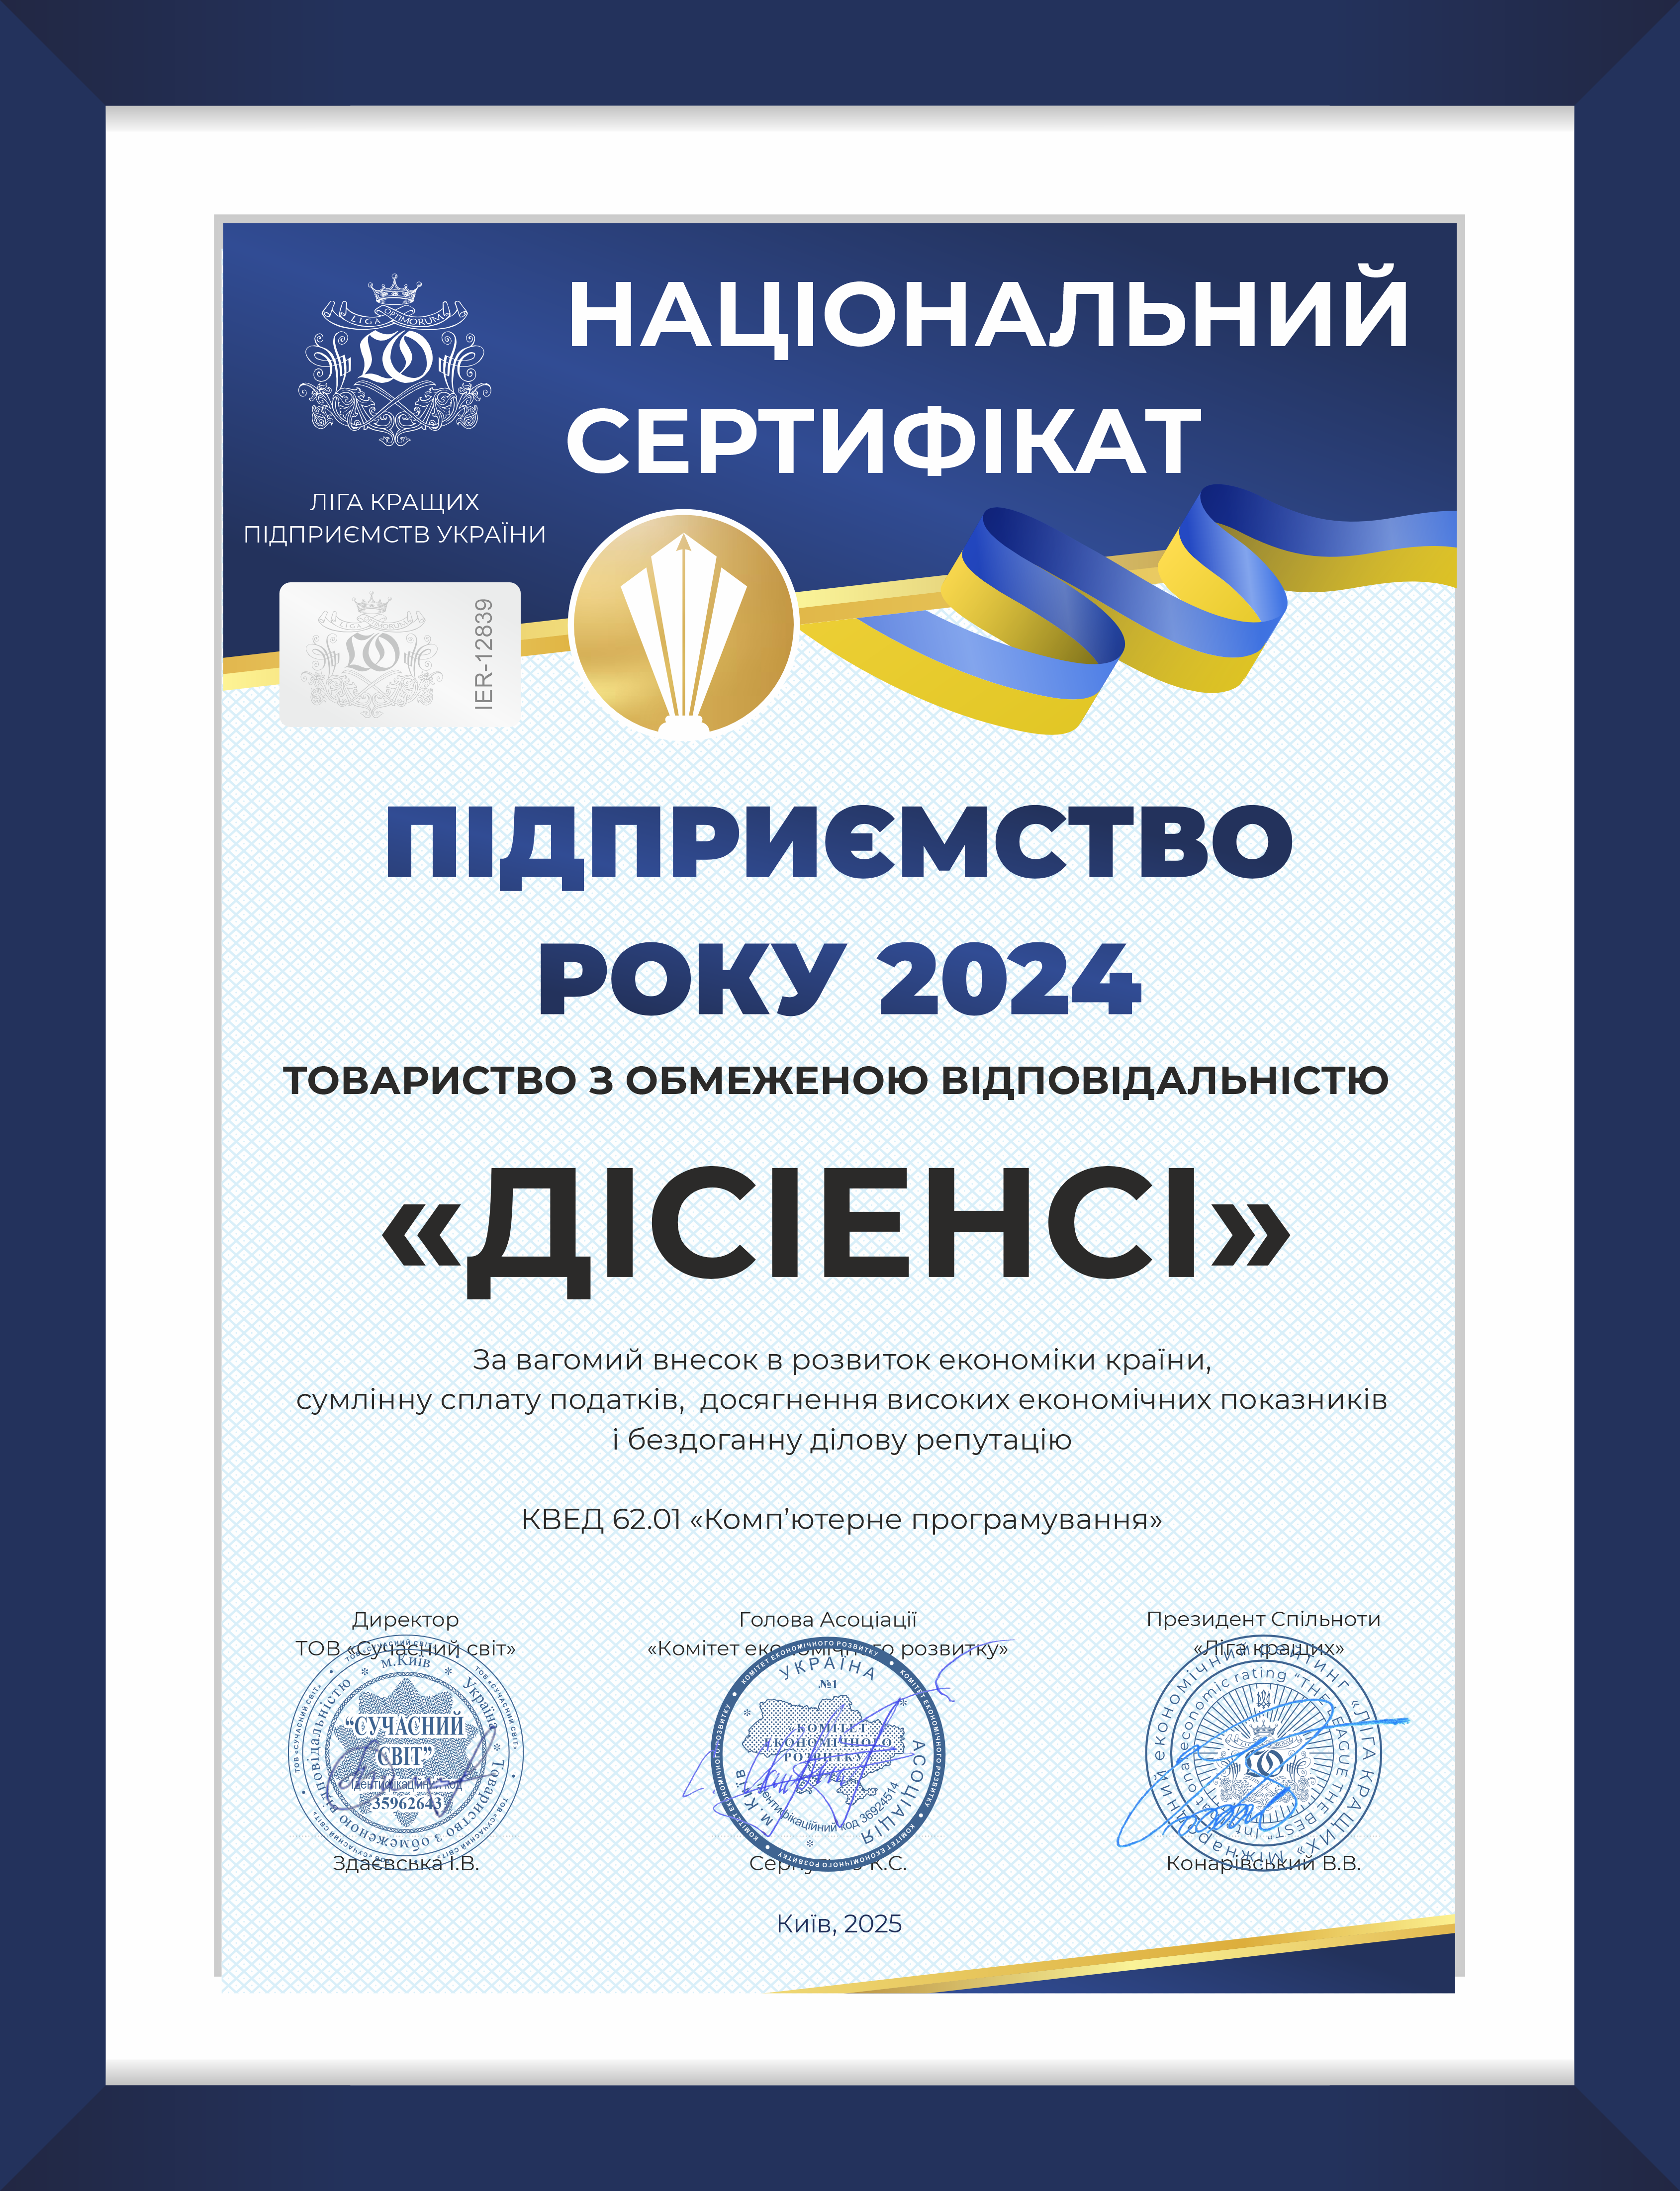 НАЦІОНАЛЬНИЙ
СЕРТИФІКАТ
LIGA OPTIMORUM
LO
ЛІГА КРАЩИХ
ПІДПРИЄМСТВ УКРАЇНИ
IER-12839
ПІДПРИЄМСТВО
РОКУ 2024
ТОВАРИСТВО З ОБМЕЖЕНОЮ ВІДПОВІДАЛЬНІСТЮ
«ДІСІЕНСІ»
За вагомий внесок в розвиток економіки країни,
сумлінну сплату податків,  досягнення високих економічних показників
і бездоганну ділову репутацію
КВЕД 62.01 «Комп’ютерне програмування»
Директор
ТОВ «Сучасний світ»
м.Київ * Україна * Товариство з обмеженою відповідальністю
“СУЧАСНИЙ
СВІТ”
Ідентифікаційний код
35962643
Здаєвська І.В.
Голова Асоціації
«Комітет економічного розвитку»
КОМІТЕТ ЕКОНОМІЧНОГО РОЗВИТКУ
УКРАЇНА
АСОЦІАЦІЯ
м.Київ
№1
«КОМІТЕТ
ЕКОНОМІЧНОГО
РОЗВИТКУ»
Ідентифікаційний код 36924514
К.С.
Президент Спільноти
«Ліга кращих»
Міжнародний економічний рейтинг «ЛІГА КРАЩИХ»
International economic rating "THE LEAGUE THE BEST"
Конарівський В.В.
Київ, 2025